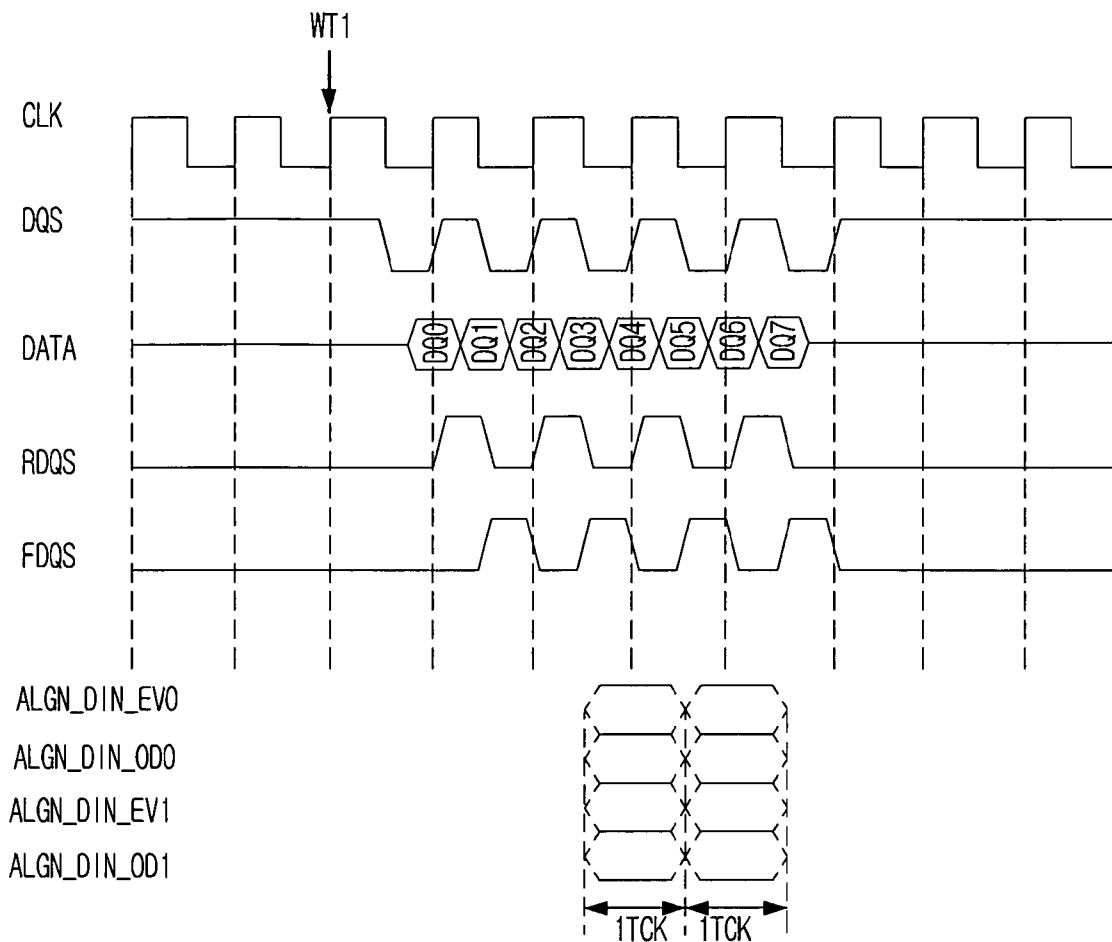 WT1
CLK
DQS
DATA
DQ0 DQ1 DQ2 DQ3 DQ4 DQ5 DQ6 DQ7
RDQS
FDQS
ALGN_DIN_EV0
ALGN_DIN_OD0
ALGN_DIN_EV1
ALGN_DIN_OD1
1TCK 1TCK